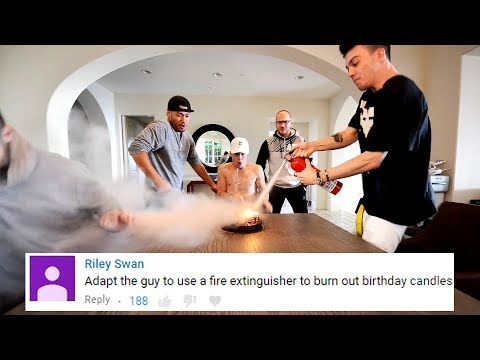 Riley Swan
Adapt the guy to use a fire extinguisher to burn out birthday candles
Reply · 188